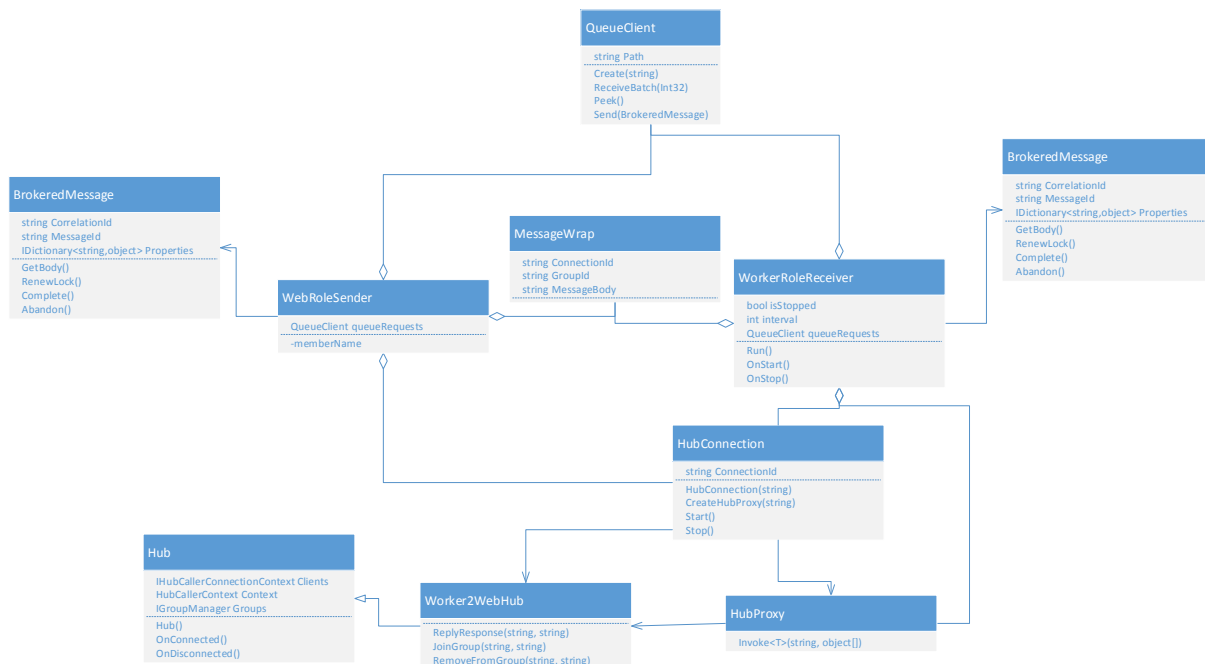 QueueClient
string Path
Create(string)
ReceiveBatch(Int32)
Peek()
Send(BrokeredMessage)
BrokeredMessage
string CorrelationId
string MessageId
IDictionary<string,object> Properties
GetBody()
RenewLock()
Complete()
Abandon()
BrokeredMessage
string CorrelationId
string MessageId
IDictionary<string,object> Properties
GetBody()
RenewLock()
Complete()
Abandon()
MessageWrap
string ConnectionId
string GroupId
string MessageBody
WebRoleSender
QueueClient queueRequests
-memberName
WorkerRoleReceiver
bool isStopped
int interval
QueueClient queueRequests
Run()
OnStart()
OnStop()
HubConnection
string ConnectionId
HubConnection(string)
CreateHubProxy(string)
Start()
Stop()
Hub
IHubCallerConnectionContext Clients
HubCallerContext Context
IGroupManager Groups
Hub()
OnConnected()
OnDisconnected()
Worker2WebHub
ReplyResponse(string, string)
JoinGroup(string, string)
RemoveFromGroup(string, string)
HubProxy
Invoke<T>(string, object[])